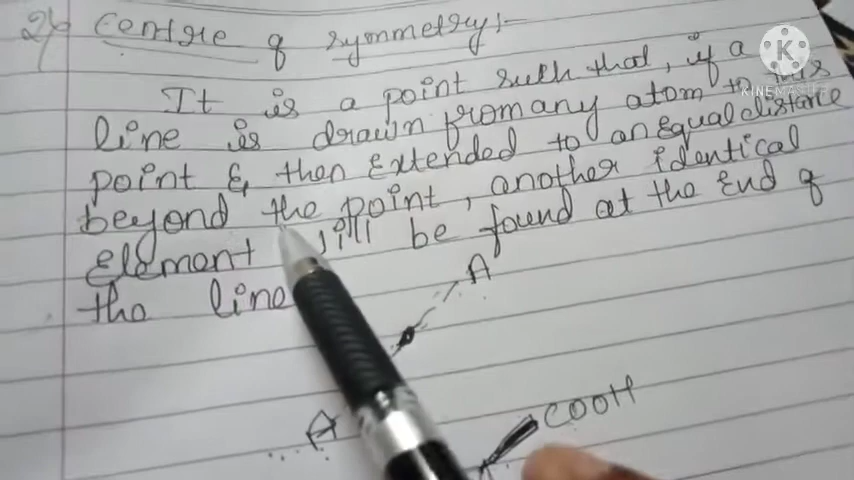 2) Centre of symmetry:-
It is a point such that, if a
line is drawn from any atom to this
point & then Extended to an equal distance
beyond the point, another identical
Element will be found at the End of
the line
A
A
COOH
K
KINEMASTER